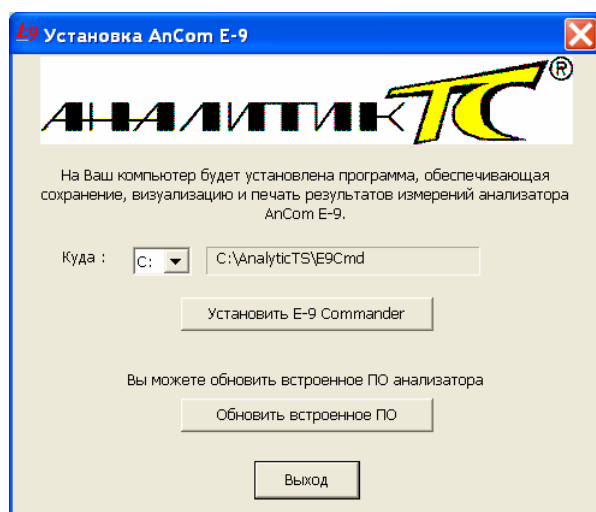 E9 Установка AnCom E-9
АНАЛИТИК ТС ®
На Ваш компьютер будет установлена программа, обеспечивающая
сохранение, визуализацию и печать результатов измерений анализатора
AnCom E-9.
Куда : C: C:\AnalyticTS\E9Cmd
Установить E-9 Commander
Вы можете обновить встроенное ПО анализатора
Обновить встроенное ПО
Выход